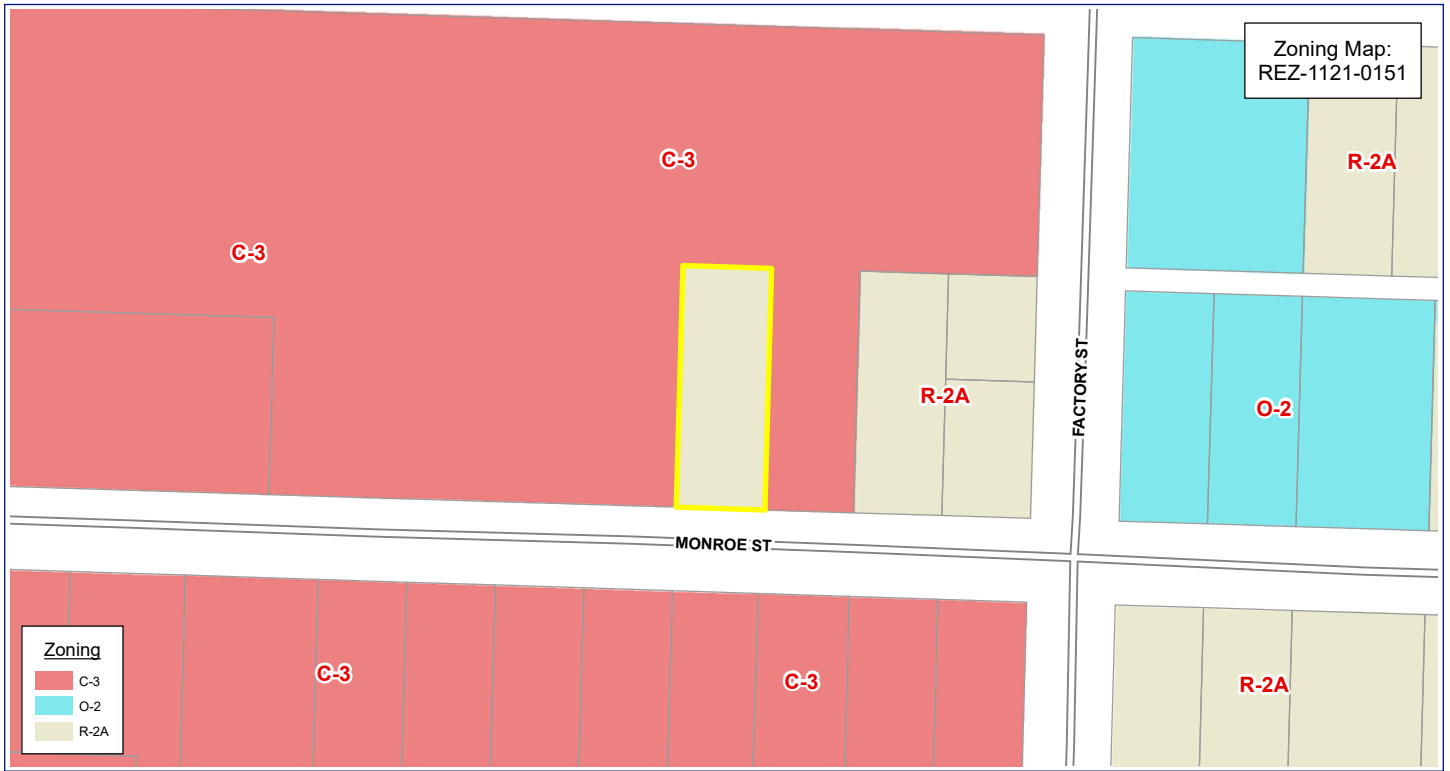 Zoning Map:
REZ-1121-0151
C-3
R-2A
C-3
R-2A
O-2
FACTORY ST
MONROE ST
C-3
C-3
R-2A
Zoning
C-3
O-2
R-2A